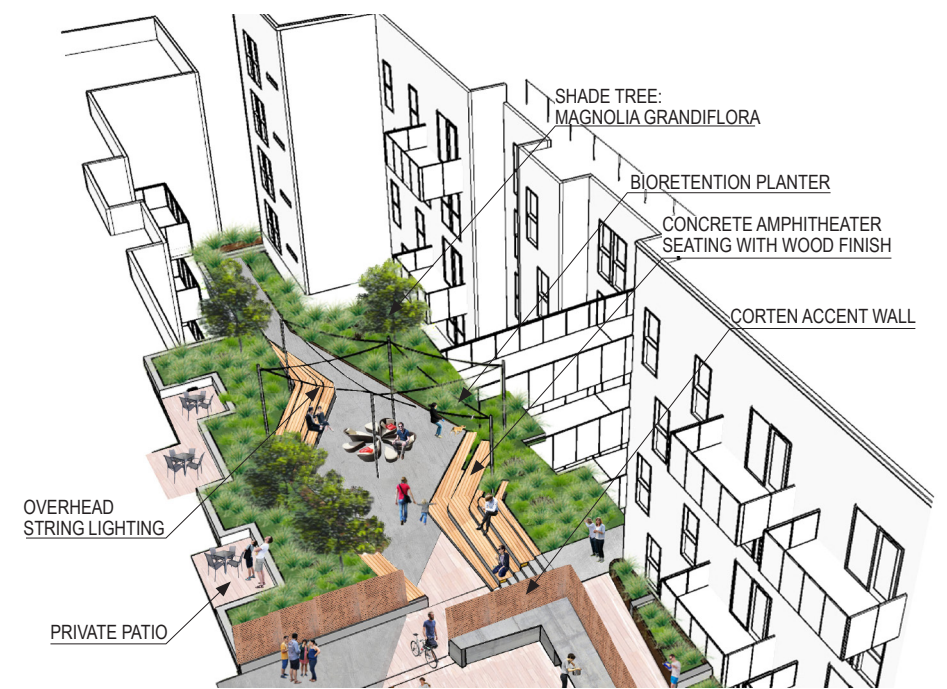 SHADE TREE:
MAGNOLIA GRANDIFLORA
BIORETENTION PLANTER
CONCRETE AMPHITHEATER
SEATING WITH WOOD FINISH
CORTEN ACCENT WALL
OVERHEAD
STRING LIGHTING
PRIVATE PATIO